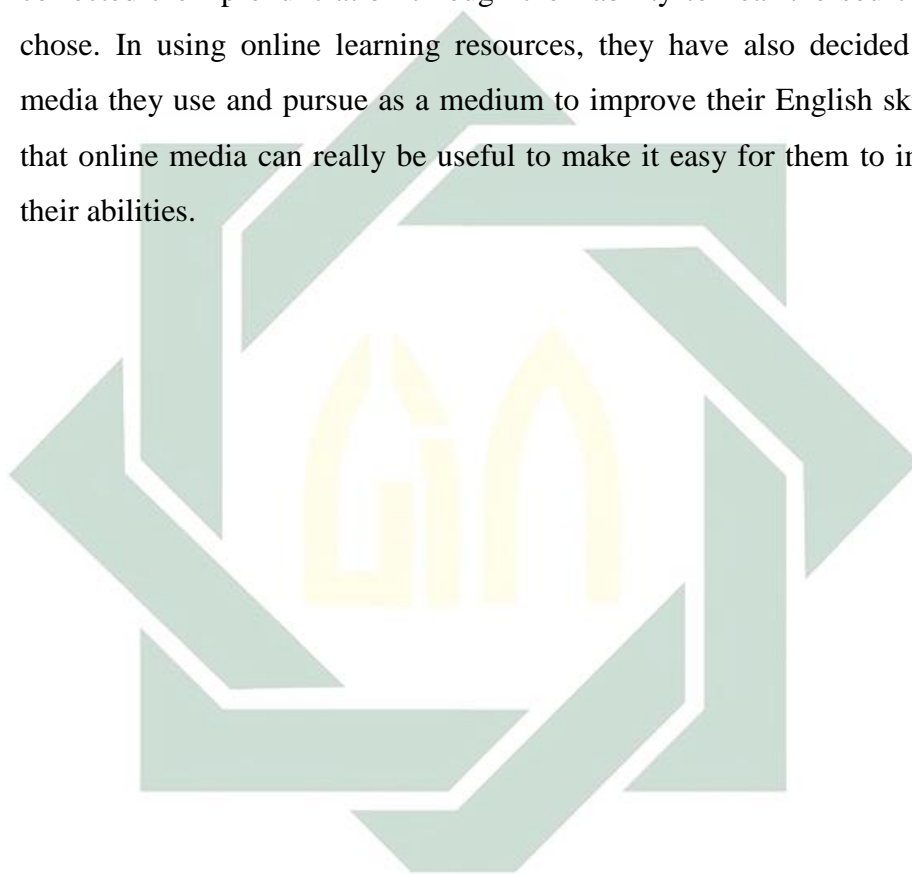 chose. In using online learning resources, they have also decided
media they use and pursue as a medium to improve their English
that online media can really be useful to make it easy for them to
their abilities.